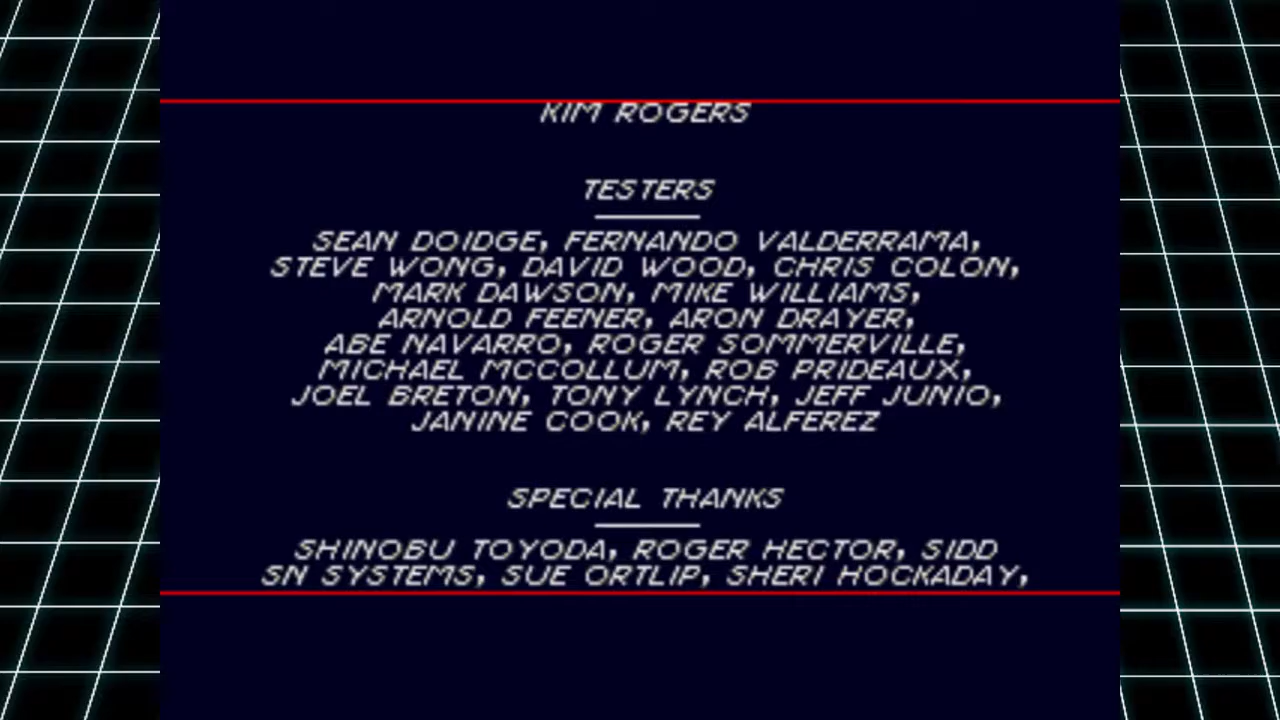 KIM ROGERS
TESTERS
SEAN DOIDGE, FERNANDO VALDERRAMA,
STEVE WONG, DAVID WOOD, CHRIS COLON,
MARK DAWSON, MIKE WILLIAMS,
ARNOLD FEENER, ARON DRAYER,
ABE NAVARRO, ROGER SOMMERVILLE,
MICHAEL MCCOLLUM, ROB PRIDEAUX,
JOEL BRETON, TONY LYNCH, JEFF JUNIO,
JANINE COOK, REY ALFEREZ
SPECIAL THANKS
SHINOBU TOYODA, ROGER HECTOR, SIDD
SN SYSTEMS, SUE ORTLIP, SHERI HOCKADAY,